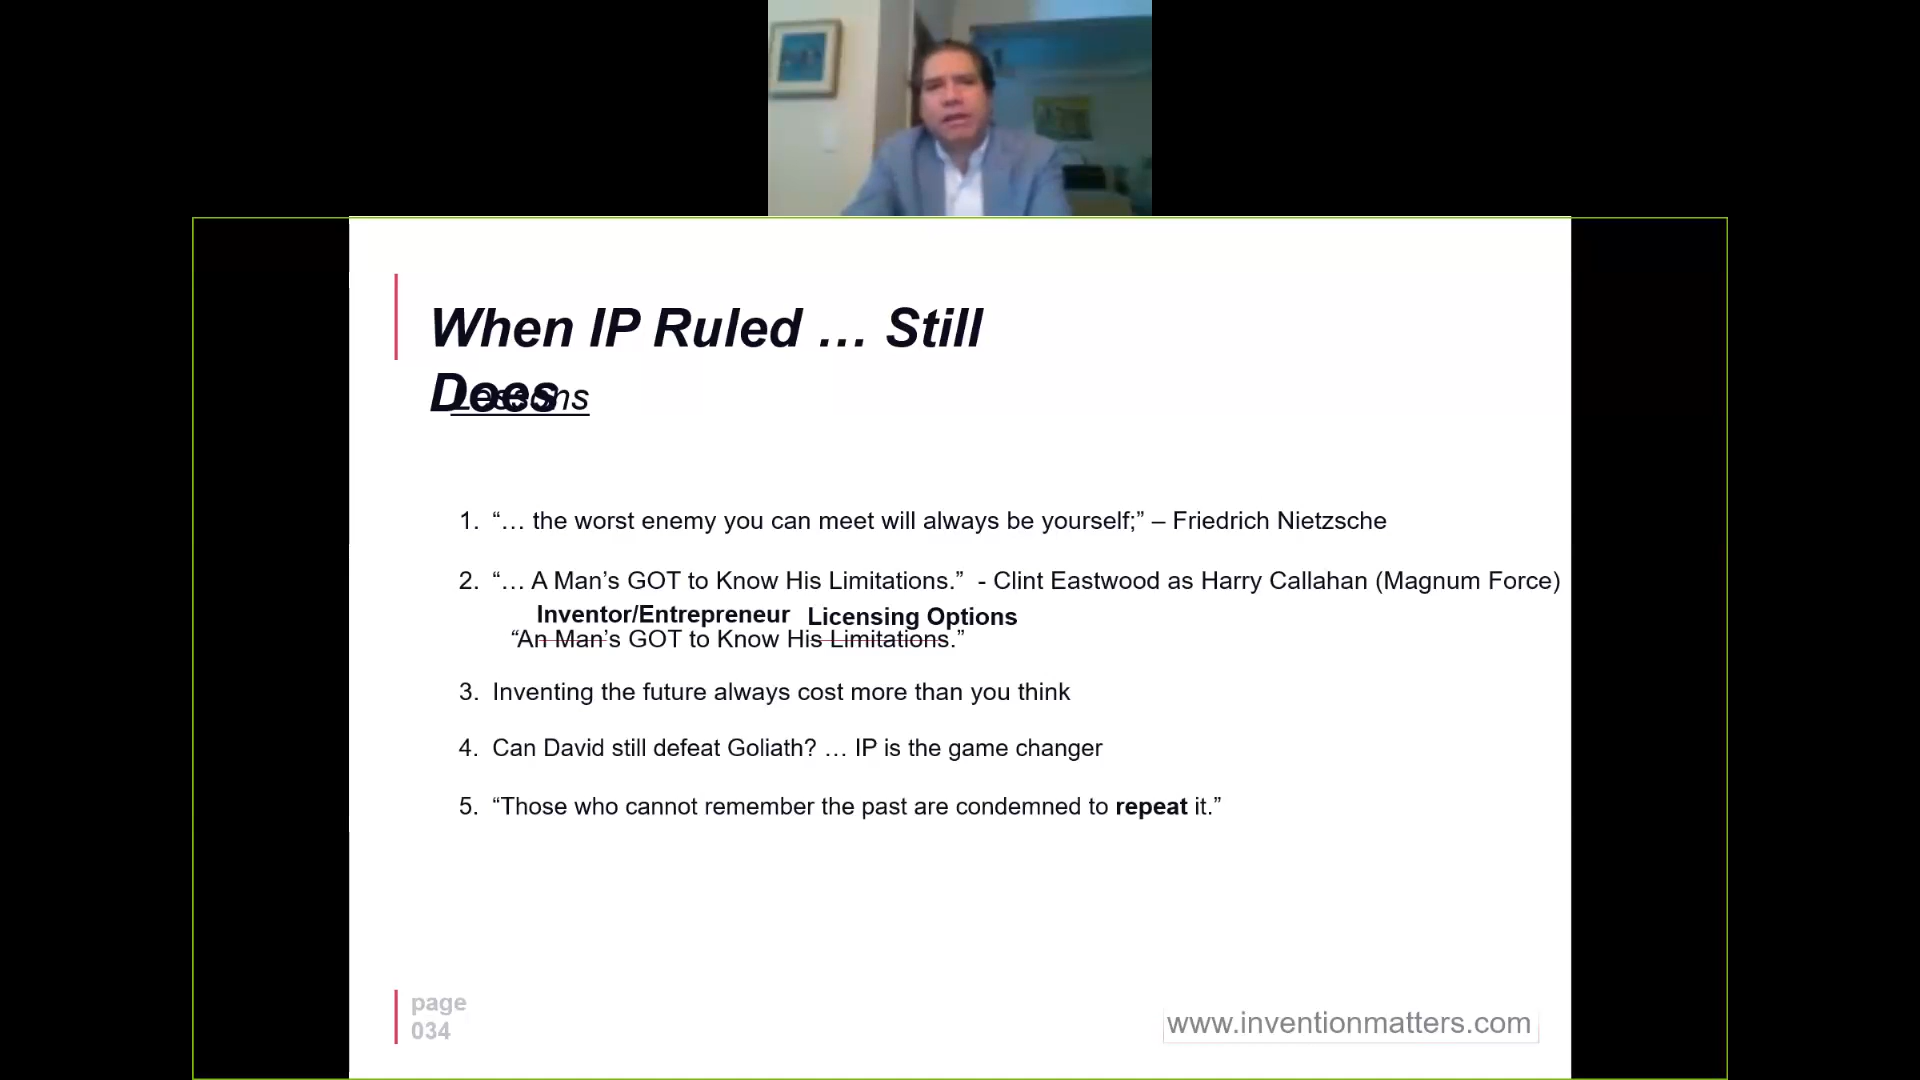 When IP Ruled … Still
Does
Lessons
1. “… the worst enemy you can meet will always be yourself;” – Friedrich Nietzsche
2. “… A Man’s GOT to Know His Limitations.” - Clint Eastwood as Harry Callahan (Magnum Force)
Inventor/Entrepreneur Licensing Options
“An Man’s GOT to Know His Limitations.”
3. Inventing the future always cost more than you think
4. Can David still defeat Goliath? … IP is the game changer
5. “Those who cannot remember the past are condemned to repeat it.”
page
034
www.inventionmatters.com